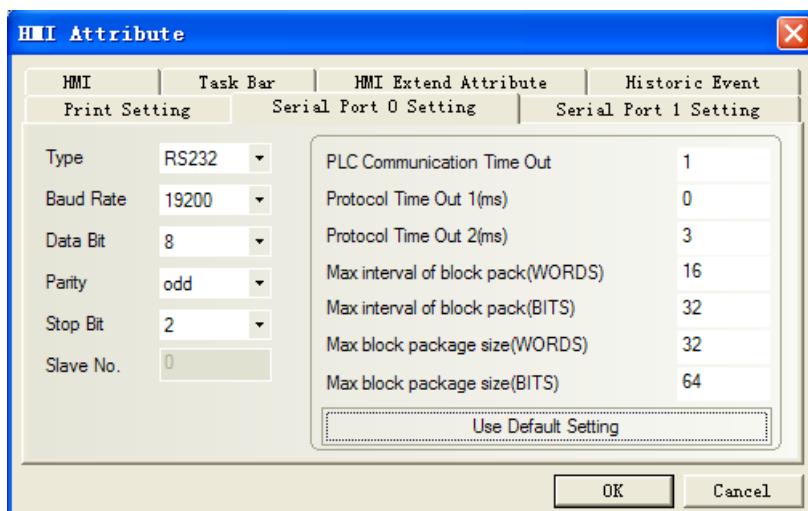 HMI Attribute
HMI Task Bar HMI Extend Attribute Historic Event
Print Setting Serial Port 0 Setting Serial Port 1 Setting
Type RS232
Baud Rate 19200
Data Bit 8
Parity odd
Stop Bit 2
Slave No. 0
PLC Communication Time Out 1
Protocol Time Out 1(ms) 0
Protocol Time Out 2(ms) 3
Max interval of block pack(WORDS) 16
Max interval of block pack(BITS) 32
Max block package size(WORDS) 32
Max block package size(BITS) 64
Use Default Setting
OK Cancel